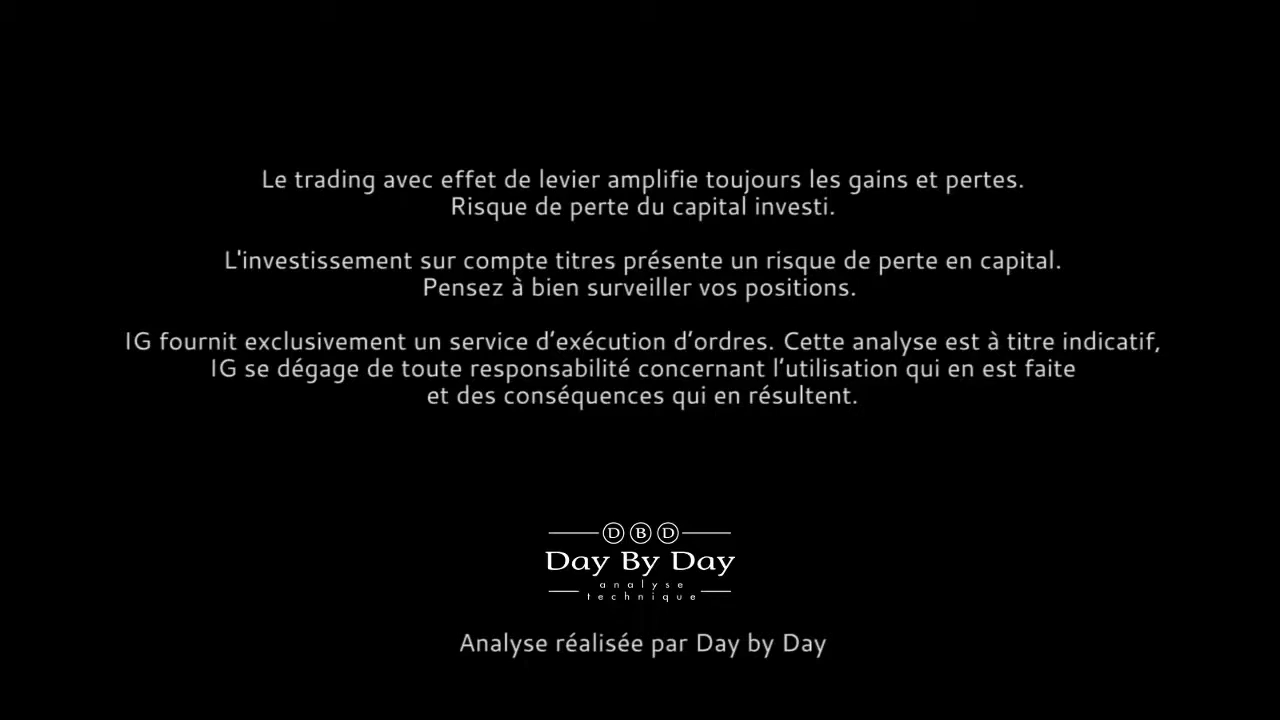 Le trading avec effet de levier amplifie toujours les gains et pertes.
Risque de perte du capital investi.
L'investissement sur compte titres présente un risque de perte en capital.
Pensez à bien surveiller vos positions.
IG fournit exclusivement un service d’exécution d’ordres. Cette analyse est à titre indicatif,
IG se dégage de toute responsabilité concernant l’utilisation qui en est faite
et des conséquences qui en résultent.
D B D
Day By Day
analyse
technique
Analyse réalisée par Day by Day